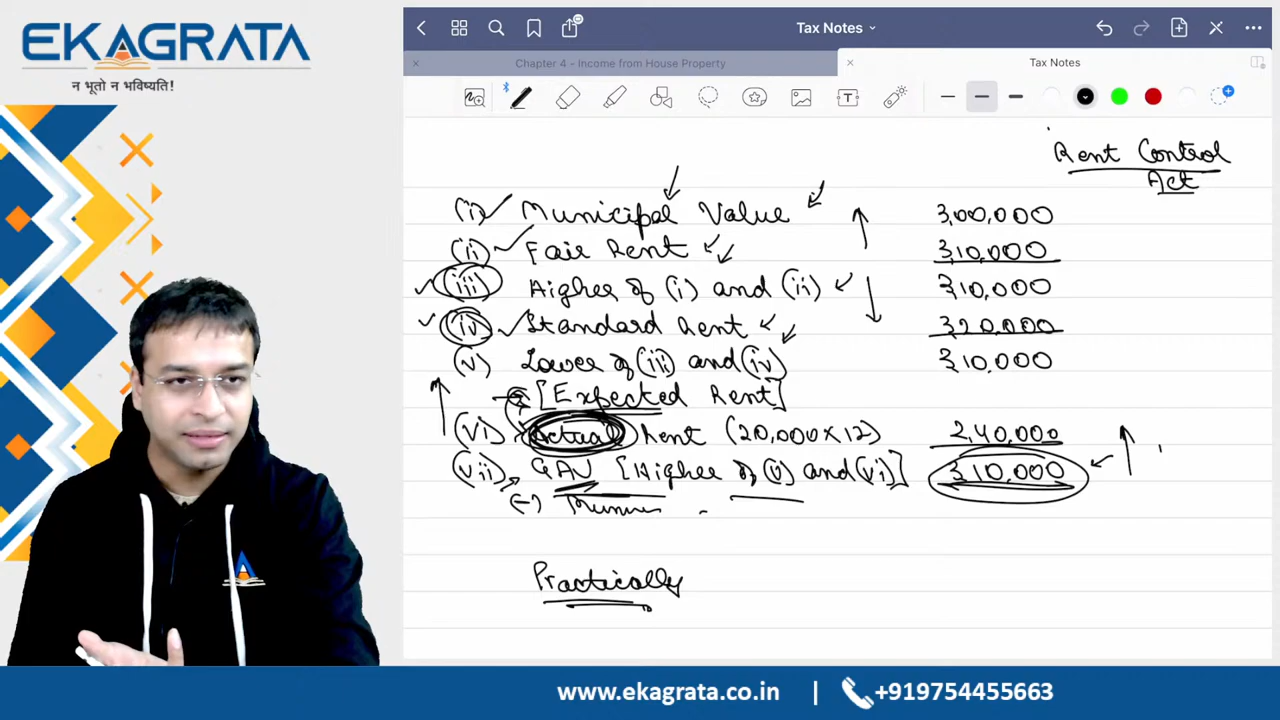 EKAGRATA
न भूतो न भविष्यति!
Tax Notes
Chapter 4 - Income from House Property
Tax Notes
Rent Control
Act
(i) Municipal Value 3,00,000
(ii) Fair Rent 3,10,000
(iii) Higher of (i) and (ii) 3,10,000
(iv) Standard Rent 3,20,000
(v) Lower of (iii) and (iv) 3,10,000
[Expected Rent]
(vi) Actual Rent (20,000×12) 2,40,000
(vii) GAV [Higher of (v) and (vi)] 3,10,000
(-)
Practically
www.ekagrata.co.in | +919754455663